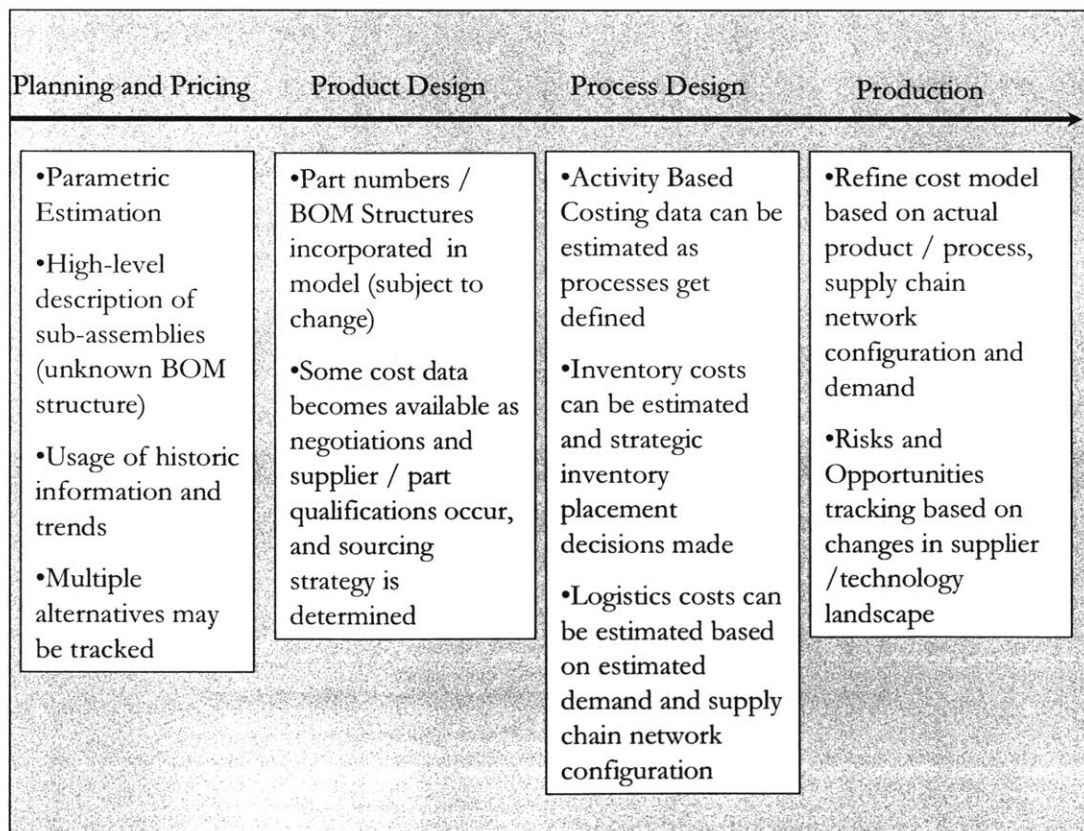 Planning and Pricing
Product Design
Process Design
Production
•Parametric
Estimation
•High-level
description of
sub-assemblies
(unknown BOM
structure)
•Usage of historic
information and
trends
•Multiple
alternatives may
be tracked
•Part numbers /
BOM Structures
incorporated in
model (subject to
change)
•Some cost data
becomes available as
negotiations and
supplier / part
qualifications occur,
and sourcing
strategy is
determined
•Activity Based
Costing data can be
estimated as
processes get
defined
•Inventory costs
can be estimated
and strategic
inventory
placement
decisions made
•Logistics costs can
be estimated based
on estimated
demand and supply
chain network
configuration
•Refine cost model
based on actual
product / process,
supply chain
network
configuration and
demand
•Risks and
Opportunities
tracking based on
changes in supplier
/technology
landscape